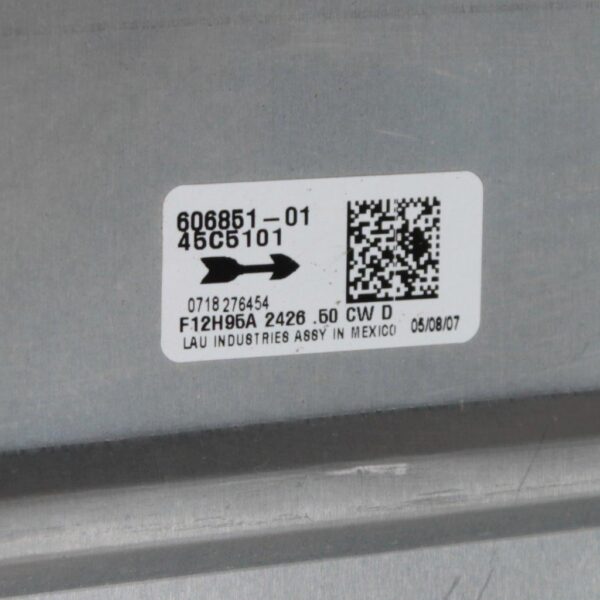 606851-01
45C5101
0718 276454
F12H95A 2426 .50 CW D
LAU INDUSTRIES ASSY IN MEXICO 05/08/07